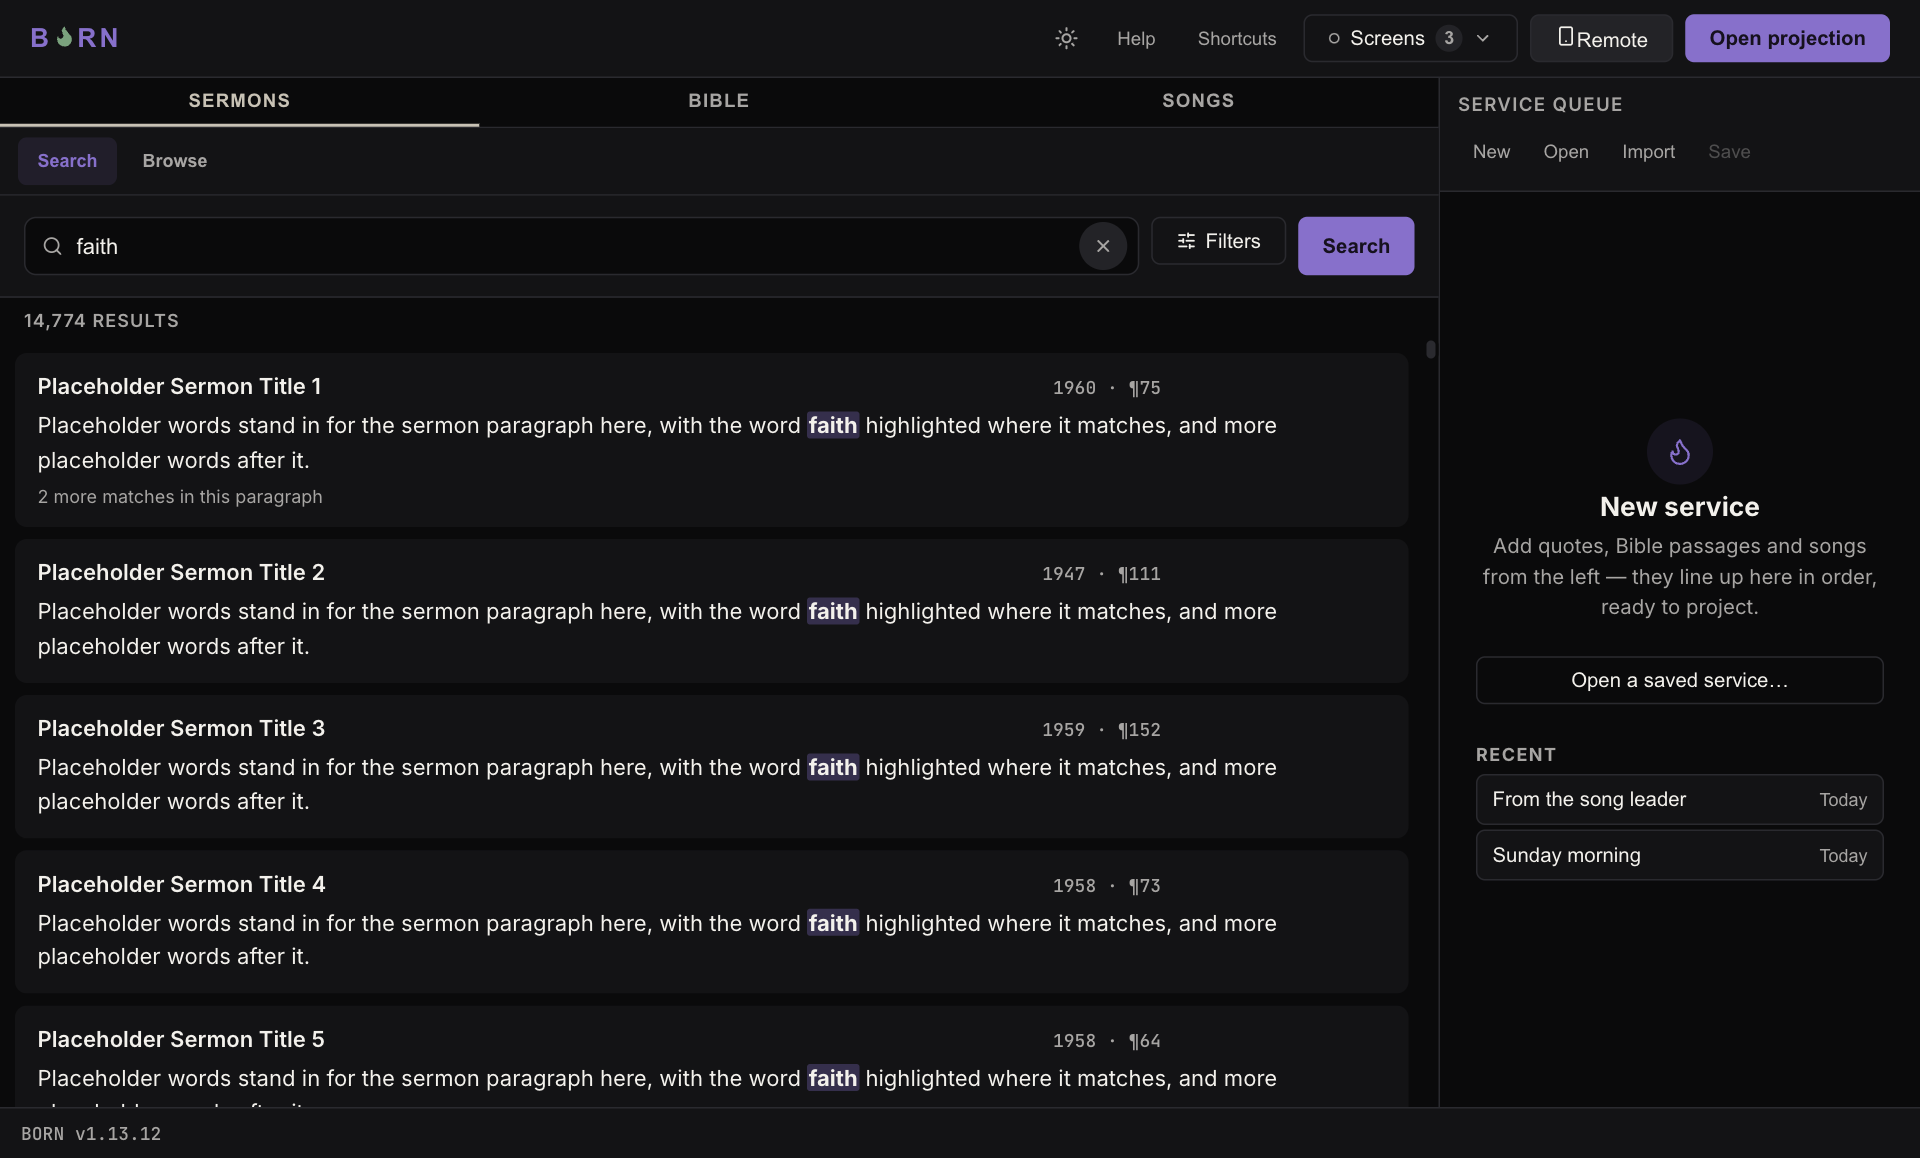 B RN
Help
Shortcuts
Screens 3
Remote
Open projection
SERMONS
BIBLE
SONGS
Search
Browse
faith
Filters
Search
14,774 RESULTS
Placeholder Sermon Title 1
1960 · ¶75
Placeholder words stand in for the sermon paragraph here, with the word faith highlighted where it matches, and more
placeholder words after it.
2 more matches in this paragraph
Placeholder Sermon Title 2
1947 · ¶111
Placeholder words stand in for the sermon paragraph here, with the word faith highlighted where it matches, and more
placeholder words after it.
Placeholder Sermon Title 3
1959 · ¶152
Placeholder words stand in for the sermon paragraph here, with the word faith highlighted where it matches, and more
placeholder words after it.
Placeholder Sermon Title 4
1958 · ¶73
Placeholder words stand in for the sermon paragraph here, with the word faith highlighted where it matches, and more
placeholder words after it.
Placeholder Sermon Title 5
1958 · ¶64
Placeholder words stand in for the sermon paragraph here, with the word faith highlighted where it matches, and more
SERVICE QUEUE
New
Open
Import
Save
New service
Add quotes, Bible passages and songs
from the left — they line up here in order,
ready to project.
Open a saved service…
RECENT
From the song leader
Today
Sunday morning
Today
BORN v1.13.12